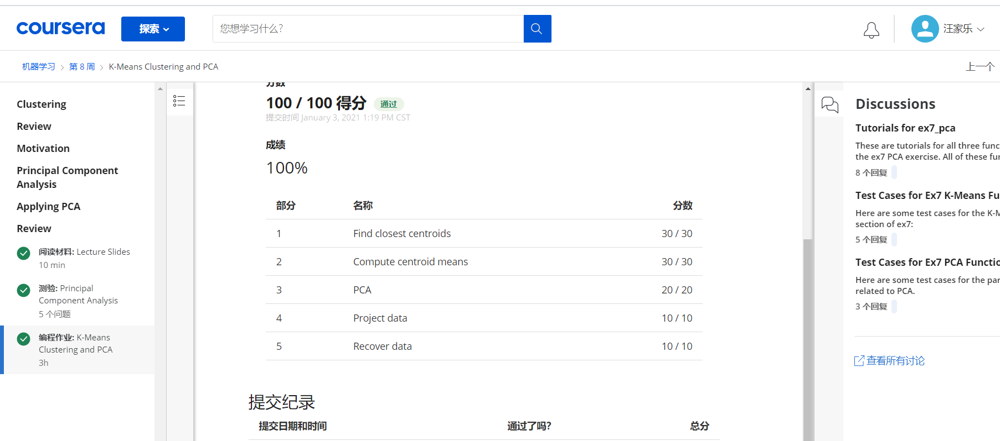 coursera
探索
您想学习什么?
汪家乐
机器学习
第 8 周
K-Means Clustering and PCA
上一个
Clustering
Review
Motivation
Principal Component
Analysis
Applying PCA
Review
阅读材料: Lecture Slides
10 min
测验: Principal
Component Analysis
5 个问题
编程作业: K-Means
Clustering and PCA
3h
分数
100 / 100 得分 通过
提交时间 January 3, 2021 1:19 PM CST
成绩
100%
部分 名称 分数
1 Find closest centroids 30 / 30
2 Compute centroid means 30 / 30
3 PCA 20 / 20
4 Project data 10 / 10
5 Recover data 10 / 10
提交纪录
提交日期和时间 通过了吗? 总分
Discussions
Tutorials for ex7_pca
These are tutorials for all three func
the ex7 PCA exercise. All of these fu
8 个回复
Test Cases for Ex7 K-Means Fu
Here are some test cases for the K-M
section of ex7:
5 个回复
Test Cases for Ex7 PCA Functio
Here are some test cases for the par
related to PCA.
3 个回复
查看所有讨论